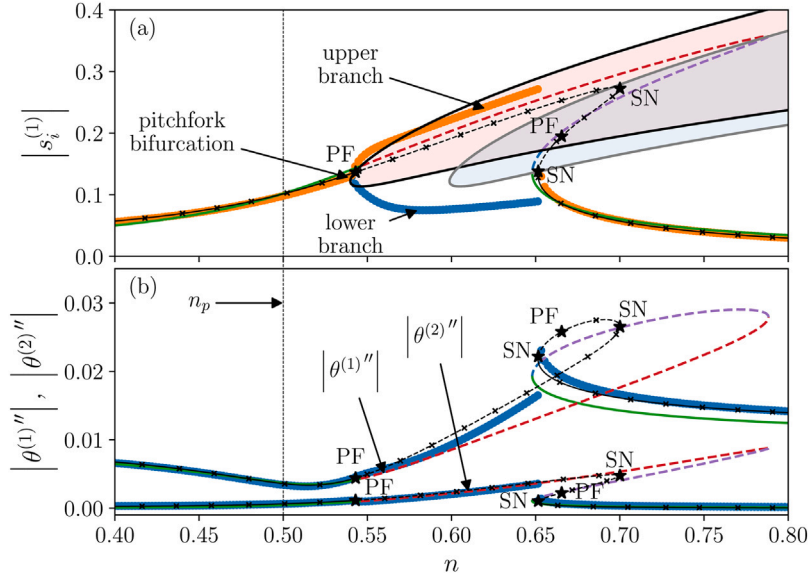 (a)
0.4
0.3
0.2
0.1
0.0
|s_i^{(1)}|
upper
branch
pitchfork
bifurcation
PF
SN
PF
SN
lower
branch
(b)
0.03
0.02
0.01
0.00
|θ^{(1)}''|, |θ^{(2)}''|
n_p
|θ^{(1)}''|
|θ^{(2)}''|
PF
SN
SN
PF
PF
SN
SN
PF
0.40 0.45 0.50 0.55 0.60 0.65 0.70 0.75 0.80
n